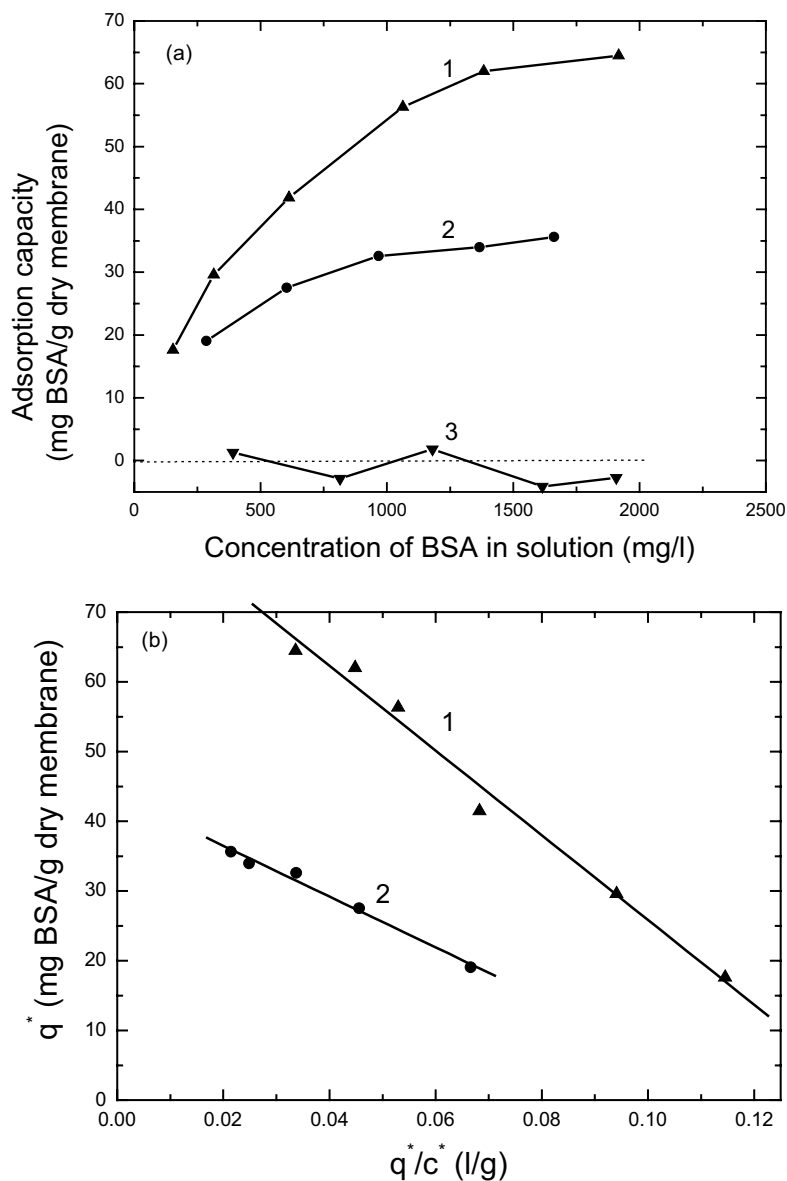 (a)
1
2
3
70
60
50
40
30
20
10
0
0 500 1000 1500 2000 2500
Adsorption capacity
(mg BSA/g dry membrane)
Concentration of BSA in solution (mg/l)
(b)
1
2
70
60
50
40
30
20
10
0
0.00 0.02 0.04 0.06 0.08 0.10 0.12
q* (mg BSA/g dry membrane)
q*/c* (l/g)